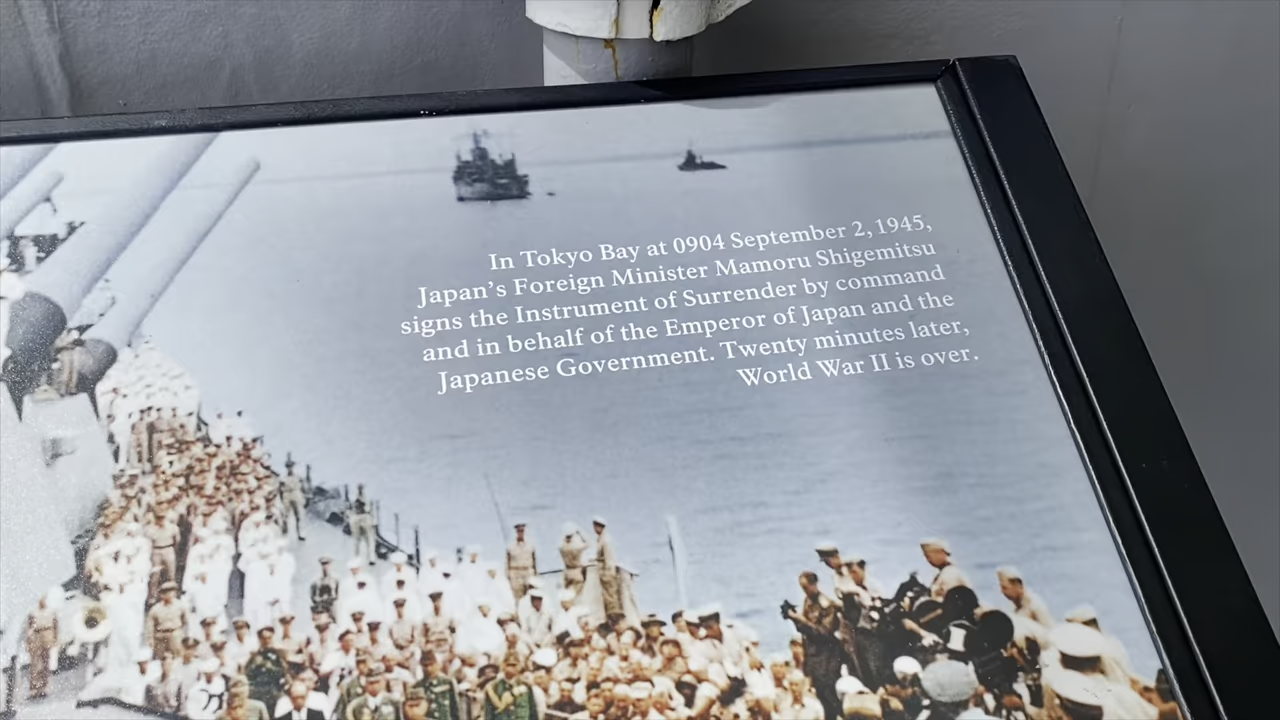 In Tokyo Bay at 0904 September 2, 1945,
Japan's Foreign Minister Mamoru Shigemitsu
signs the Instrument of Surrender by command
and in behalf of the Emperor of Japan and the
Japanese Government. Twenty minutes later,
World War II is over.